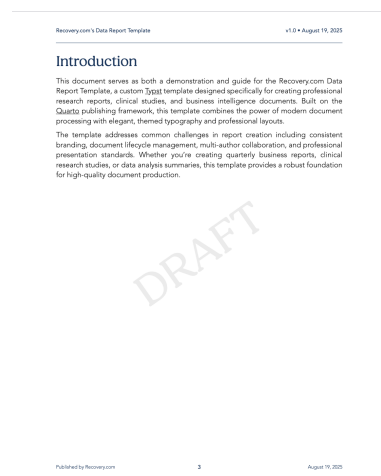 Recovery.com's Data Report Template
v1.0 • August 19, 2025
Introduction
This document serves as both a demonstration and guide for the Recovery.com Data
Report Template, a custom Typst template designed specifically for creating professional
research reports, clinical studies, and business intelligence documents. Built on the
Quarto publishing framework, this template combines the power of modern document
processing with elegant, themed typography and professional layouts.
The template addresses common challenges in report creation including consistent
branding, document lifecycle management, multi-author collaboration, and professional
presentation standards. Whether you're creating quarterly business reports, clinical
research studies, or data analysis summaries, this template provides a robust foundation
for high-quality document production.
DRAFT
Published by Recovery.com
3
August 19, 2025